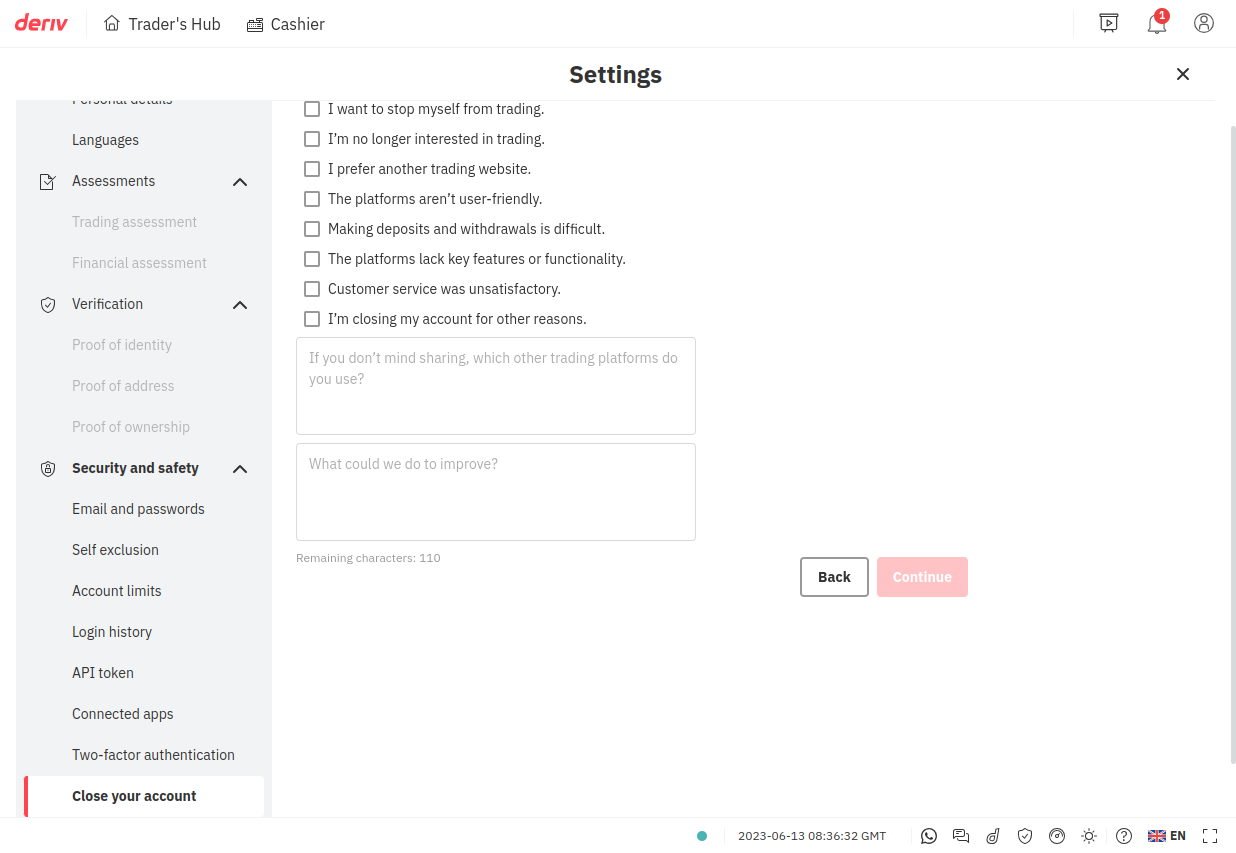 deriv
Trader's Hub
Cashier
1
Settings
Personal details
Languages
Assessments
Trading assessment
Financial assessment
Verification
Proof of identity
Proof of address
Proof of ownership
Security and safety
Email and passwords
Self exclusion
Account limits
Login history
API token
Connected apps
Two-factor authentication
Close your account
I want to stop myself from trading.
I’m no longer interested in trading.
I prefer another trading website.
The platforms aren’t user-friendly.
Making deposits and withdrawals is difficult.
The platforms lack key features or functionality.
Customer service was unsatisfactory.
I’m closing my account for other reasons.
If you don’t mind sharing, which other trading platforms do
you use?
What could we do to improve?
Remaining characters: 110
Back
Continue
2023-06-13 08:36:32 GMT
EN